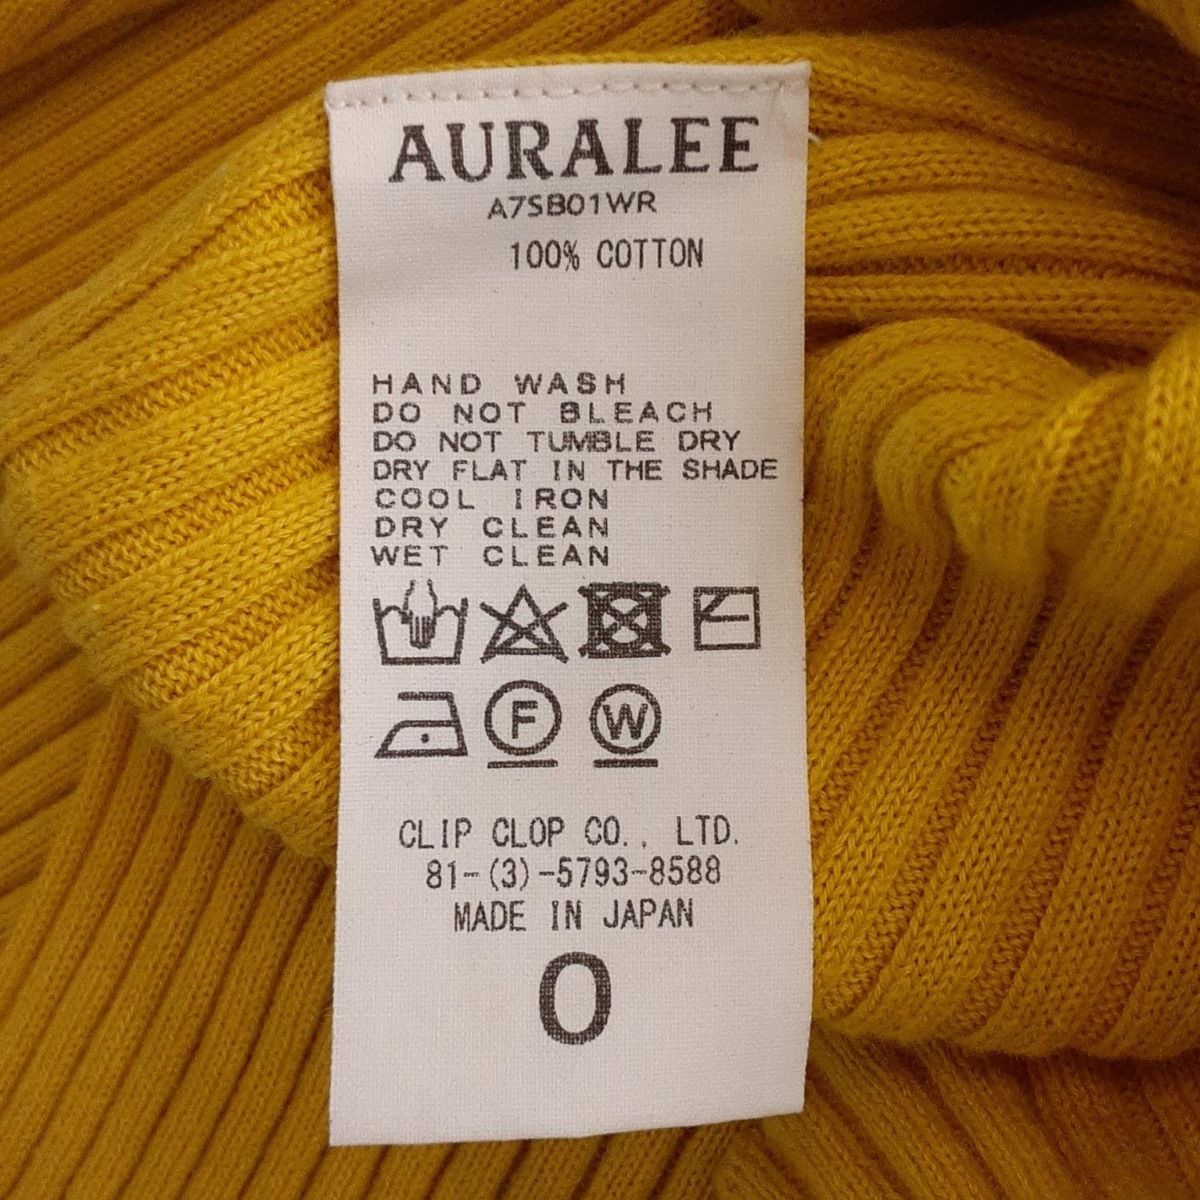 AURALEE
A7SB01WR
100% COTTON
HAND WASH
DO NOT BLEACH
DO NOT TUMBLE DRY
DRY FLAT IN THE SHADE
COOL IRON
DRY CLEAN
WET CLEAN
F W
CLIP CLOP CO., LTD.
81-(3)-5793-8588
MADE IN JAPAN
0